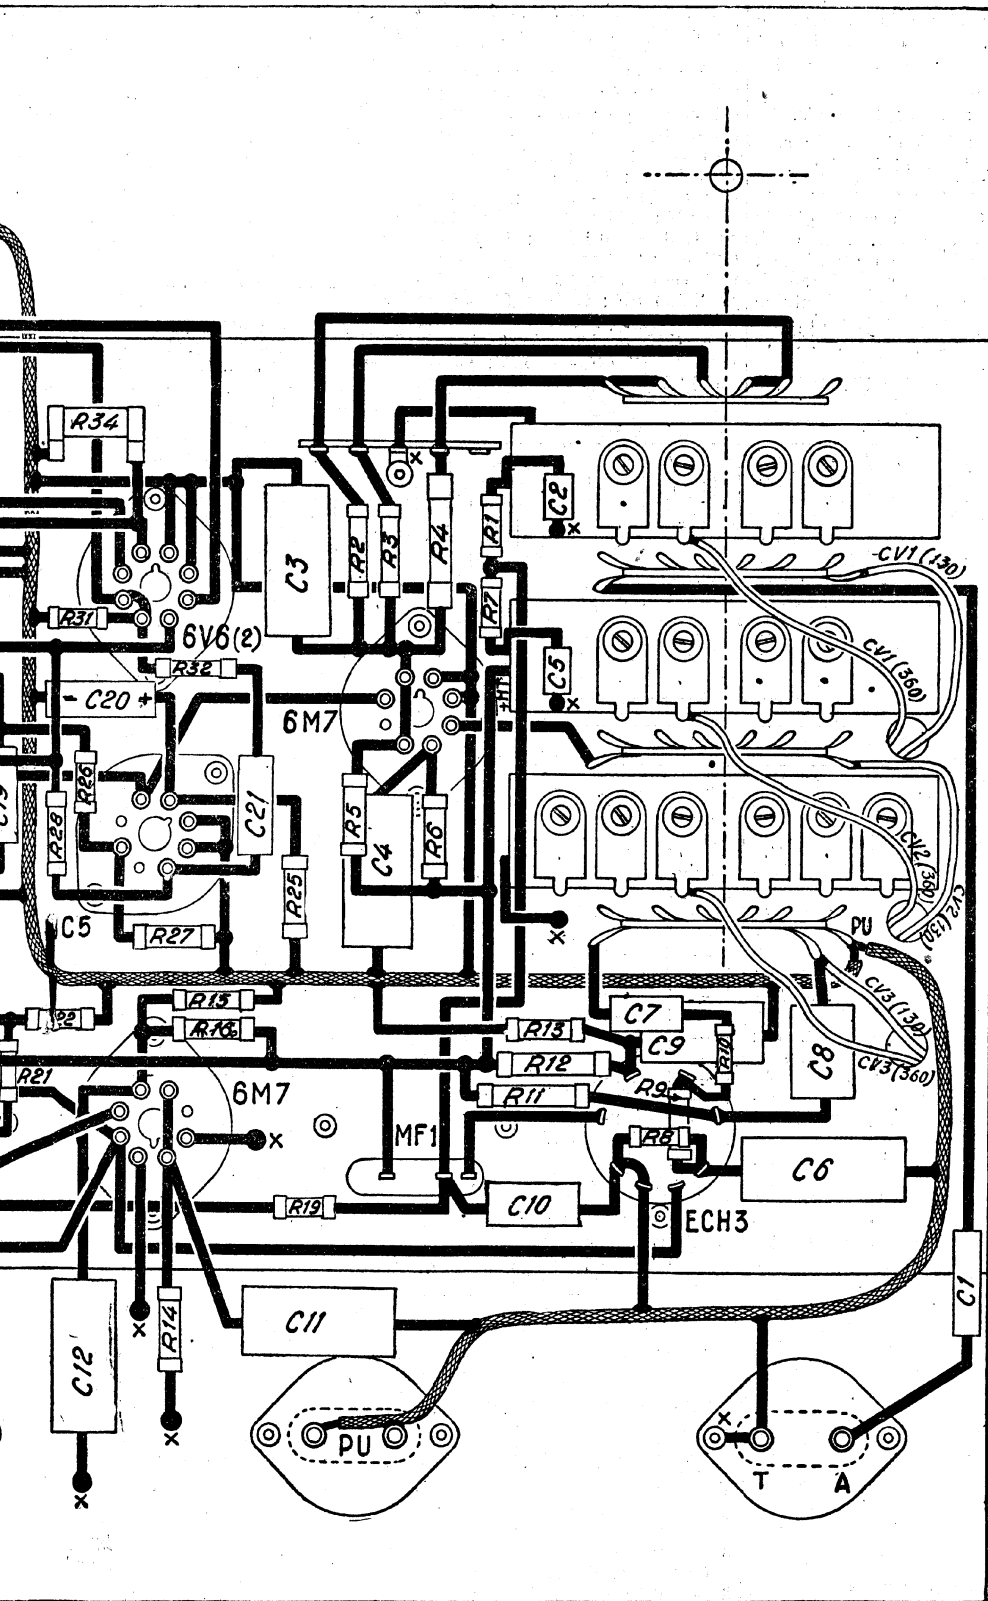 R34
x
C2
x
R1
R4
R3
R2
C3
-CV1(130)
R31
6V6(2)
R7
R32
C5
x
CV1(360)
- C20 +
+HT
6M7
R26
C21
R5
R6
C4
R28
C19
CV2(360)
CV2(130)
R25
C5
R27
x
PU
R15
R16
R13
C7
C9
R10
C8
CV3(130)
CV3(360)
R21
R12
R11
R9
6M7
x
MF1
R8
C6
R19
C10
ECH3
C1
x
R14
C11
C12
x
x
PU
x
T
A